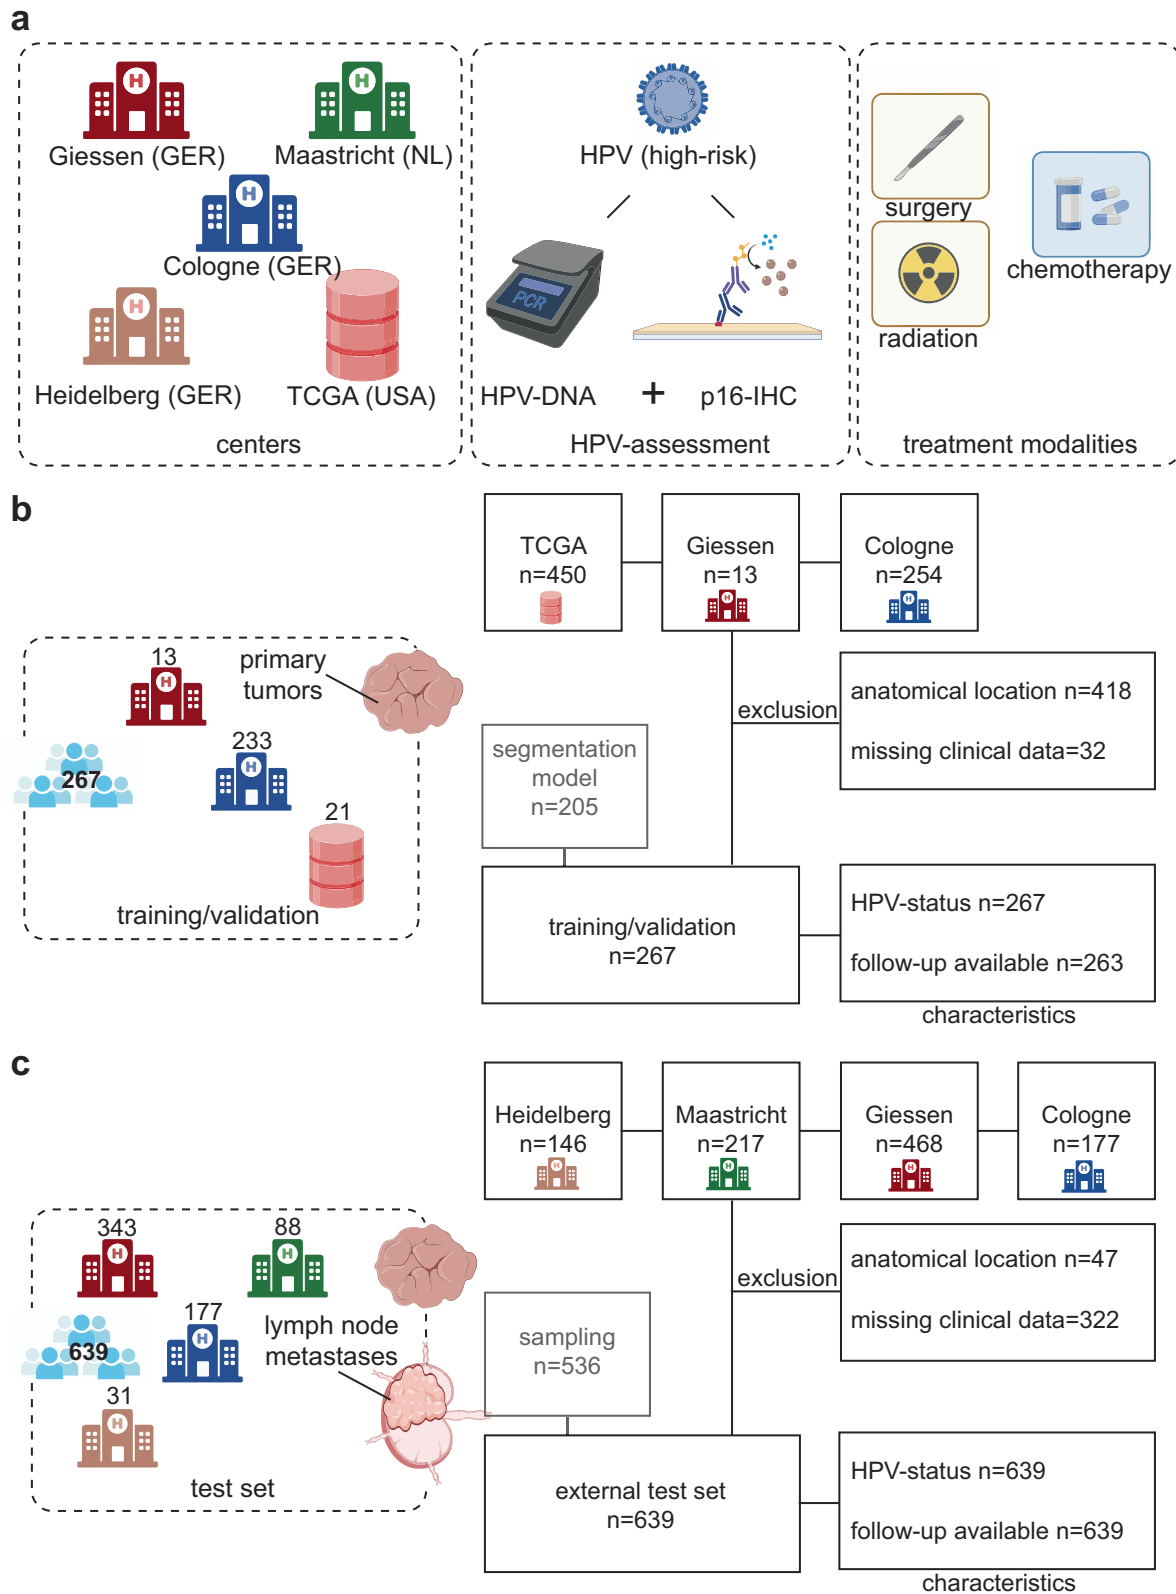 a
H
H
Giessen (GER)
Maastricht (NL)
H
Cologne (GER)
H
Heidelberg (GER)
TCGA (USA)
centers
HPV (high-risk)
PCR
HPV-DNA
+
p16-IHC
HPV-assessment
surgery
radiation
chemotherapy
treatment modalities
b
TCGA
n=450
Giessen
n=13
H
Cologne
n=254
H
13
H
primary
tumors
233
H
267
21
training/validation
exclusion
anatomical location n=418
missing clinical data=32
segmentation
model
n=205
training/validation
n=267
HPV-status n=267
follow-up available n=263
characteristics
c
Heidelberg
n=146
H
Maastricht
n=217
H
Giessen
n=468
H
Cologne
n=177
H
343
H
88
H
177
H
639
31
H
lymph node
metastases
test set
exclusion
anatomical location n=47
missing clinical data=322
sampling
n=536
external test set
n=639
HPV-status n=639
follow-up available n=639
characteristics